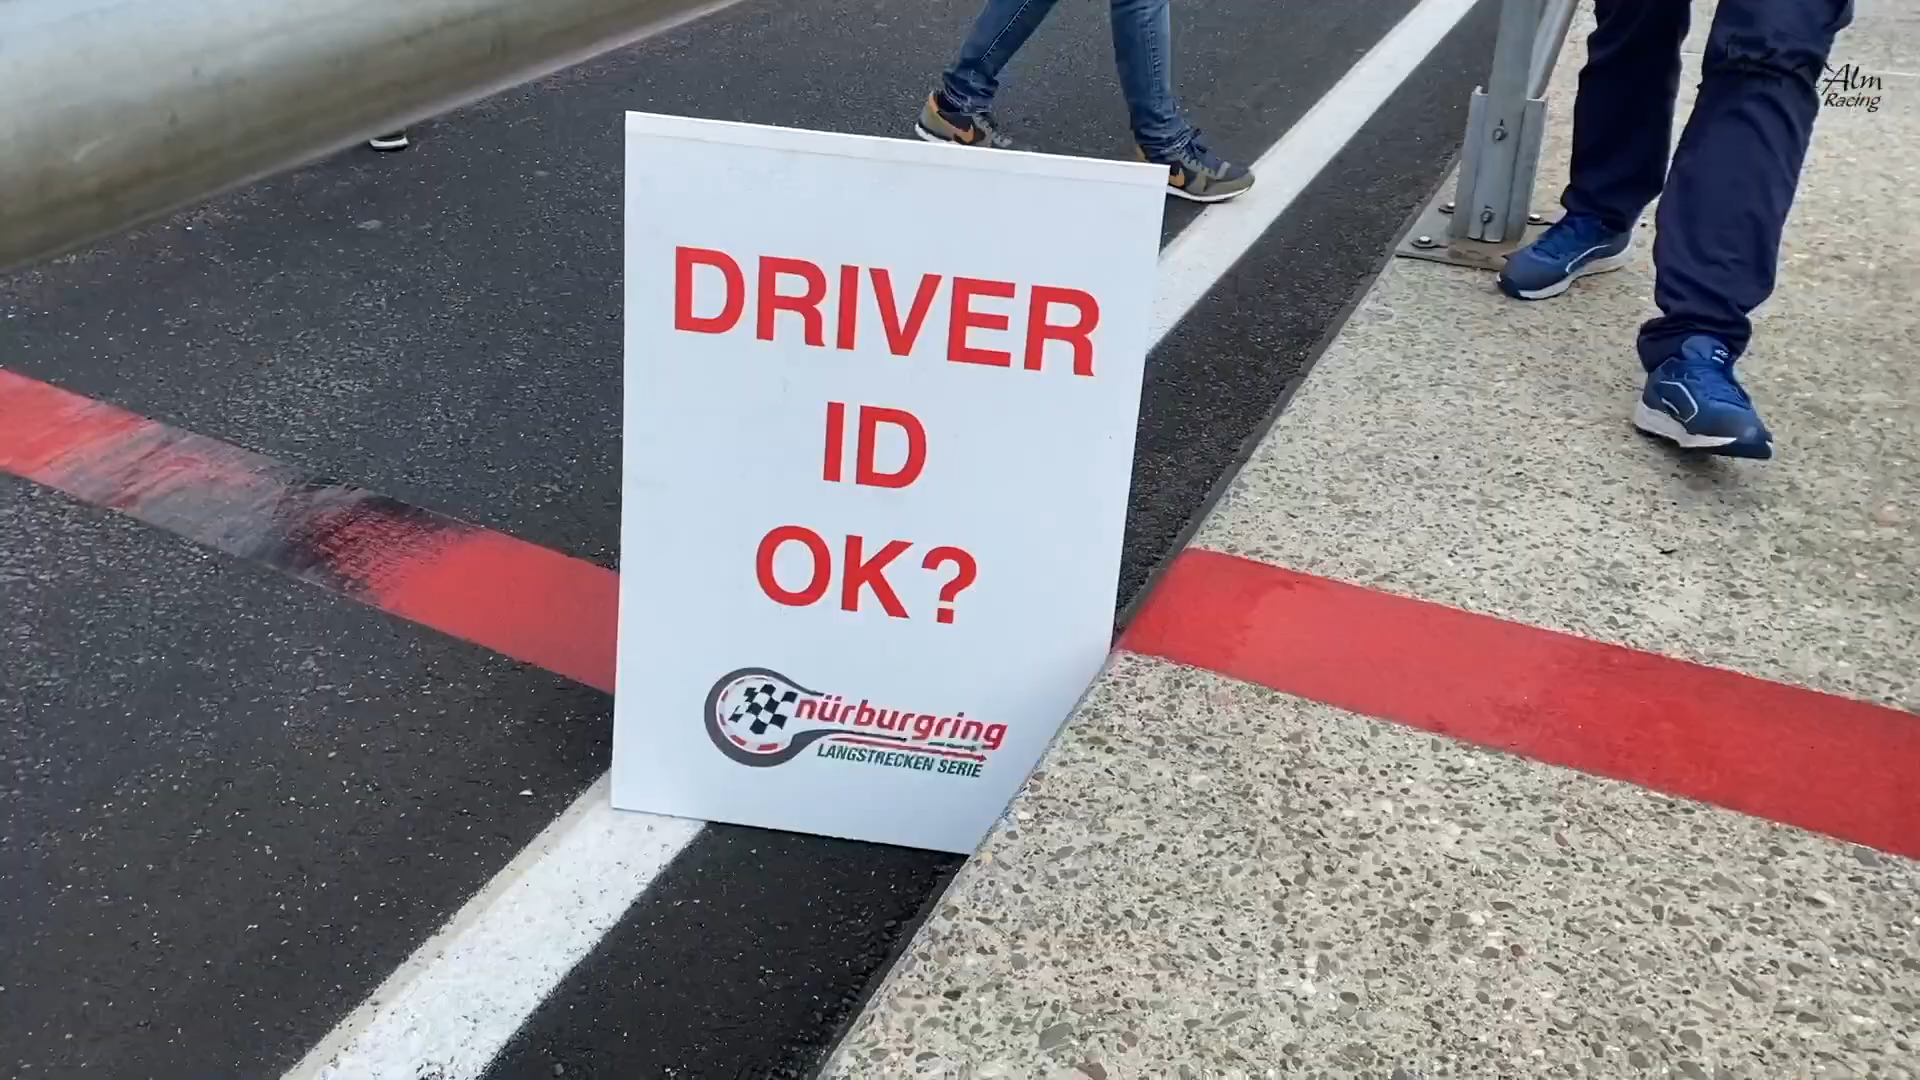 Alm
Racing
DRIVER
ID
OK?
nürburgring
LANGSTRECKEN SERIE